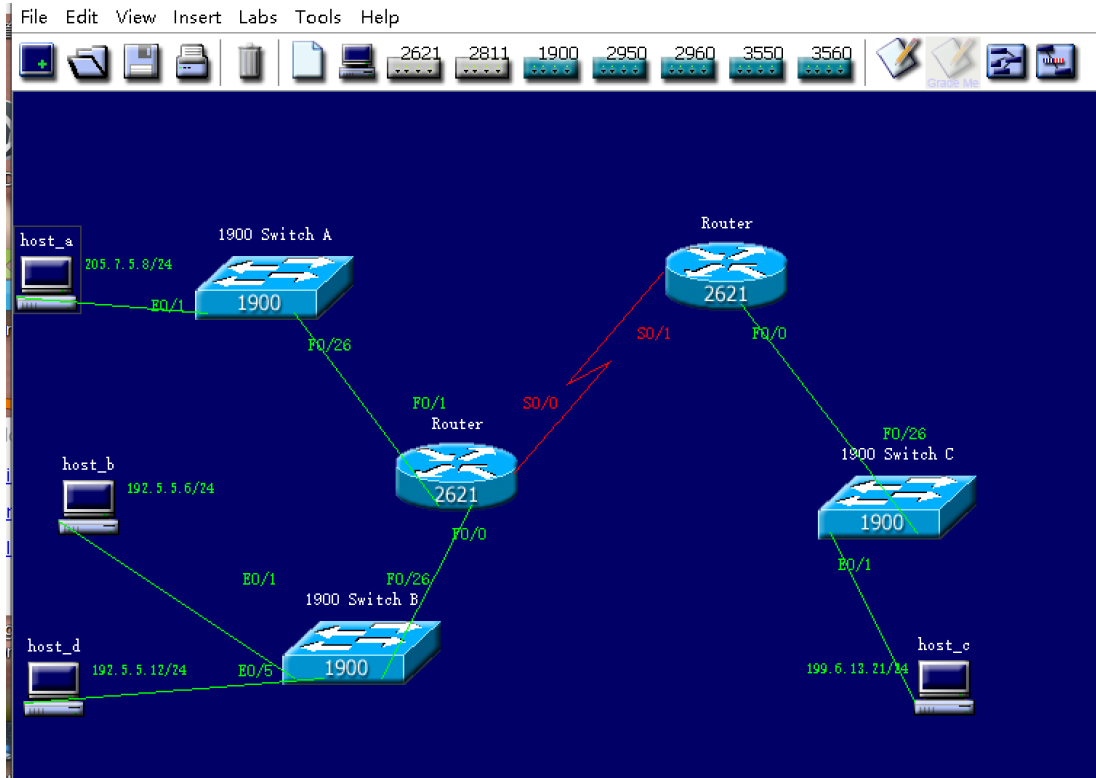 File Edit View Insert Labs Tools Help
2621 2811 1900 2950 2960 3550 3560
Grade Me
Router
1900 Switch A
host_a
205.7.5.8/24
2621
E0/1
1900
S0/1
F0/0
F0/26
F0/1
S0/0
Router
F0/26
1900 Switch C
host_b
192.5.5.6/24
2621
1900
F0/0
E0/1
E0/1
F0/26
1900 Switch B
host_d
host_c
192.5.5.12/24
E0/5
1900
199.6.13.21/24